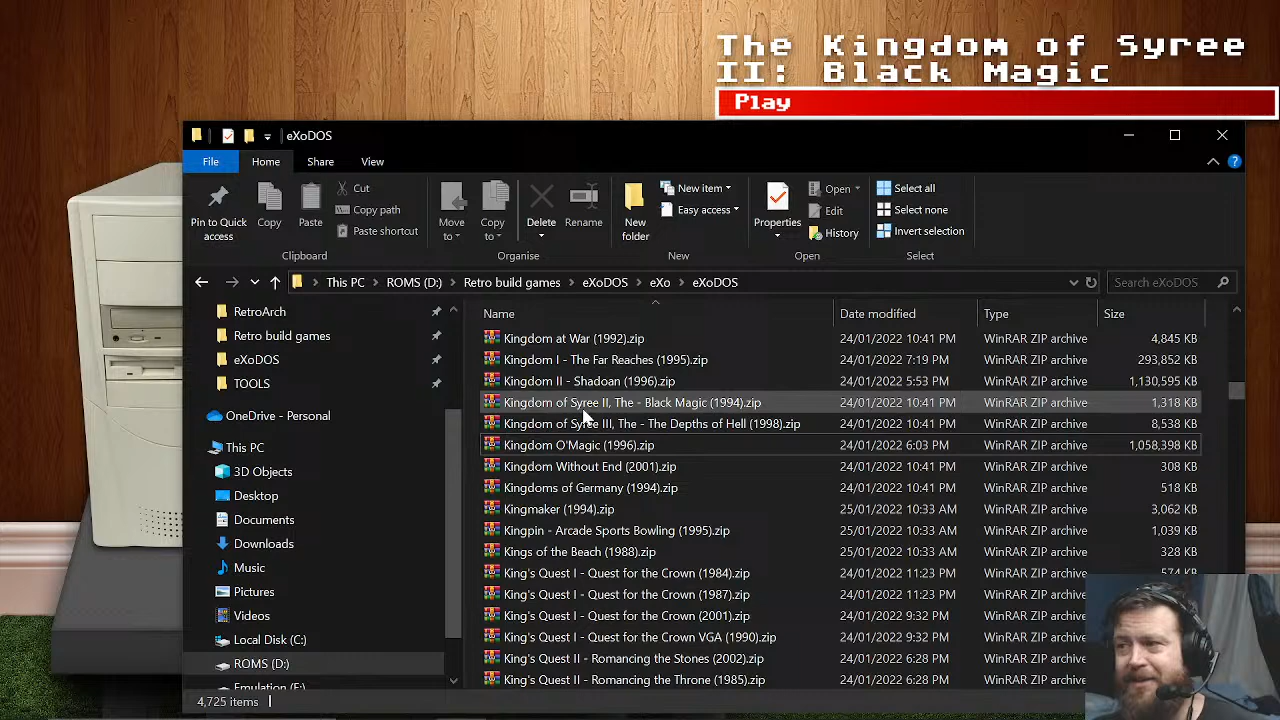 The Kingdom of Syree
II: Black Magic
Play
eXoDOS
File Home Share View
Pin to Quick access
Copy
Paste
Cut
Copy path
Paste shortcut
Clipboard
Move to
Copy to
Delete
Rename
Organise
New folder
New item
Easy access
New
Properties
Open
Edit
History
Open
Select all
Select none
Invert selection
Select
This PC > ROMS (D:) > Retro build games > eXoDOS > eXo > eXoDOS
Search eXoDOS
RetroArch
Retro build games
eXoDOS
TOOLS
OneDrive - Personal
This PC
3D Objects
Desktop
Documents
Downloads
Music
Pictures
Videos
Local Disk (C:)
ROMS (D:)
Emulation (E:)
Name Date modified Type Size
Kingdom at War (1992).zip 24/01/2022 10:41 PM WinRAR ZIP archive 4,845 KB
Kingdom I - The Far Reaches (1995).zip 24/01/2022 7:19 PM WinRAR ZIP archive 293,852 KB
Kingdom II - Shadoan (1996).zip 24/01/2022 5:53 PM WinRAR ZIP archive 1,130,595 KB
Kingdom of Syree II, The - Black Magic (1994).zip 24/01/2022 10:41 PM WinRAR ZIP archive 1,318 KB
Kingdom of Syree III, The - The Depths of Hell (1998).zip 24/01/2022 10:41 PM WinRAR ZIP archive 8,538 KB
Kingdom O'Magic (1996).zip 24/01/2022 6:03 PM WinRAR ZIP archive 1,058,398 KB
Kingdom Without End (2001).zip 24/01/2022 10:41 PM WinRAR ZIP archive 308 KB
Kingdoms of Germany (1994).zip 24/01/2022 10:41 PM WinRAR ZIP archive 518 KB
Kingmaker (1994).zip 25/01/2022 10:33 AM WinRAR ZIP archive 3,062 KB
Kingpin - Arcade Sports Bowling (1995).zip 25/01/2022 10:33 AM WinRAR ZIP archive 1,039 KB
Kings of the Beach (1988).zip 25/01/2022 10:33 AM WinRAR ZIP archive 328 KB
King's Quest I - Quest for the Crown (1984).zip 24/01/2022 11:23 PM WinRAR ZIP archive 574 KB
King's Quest I - Quest for the Crown (1987).zip 24/01/2022 11:23 PM WinRAR ZIP archive
King's Quest I - Quest for the Crown (2001).zip 24/01/2022 9:33 PM WinRAR ZIP archive
King's Quest I - Quest for the Crown VGA (1990).zip 24/01/2022 9:32 PM WinRAR ZIP archive
King's Quest II - Romancing the Stones (2002).zip 24/01/2022 6:28 PM WinRAR ZIP archive
King's Quest II - Romancing the Throne (1985).zip 24/01/2022 6:28 PM WinRAR ZIP archive
4,725 items